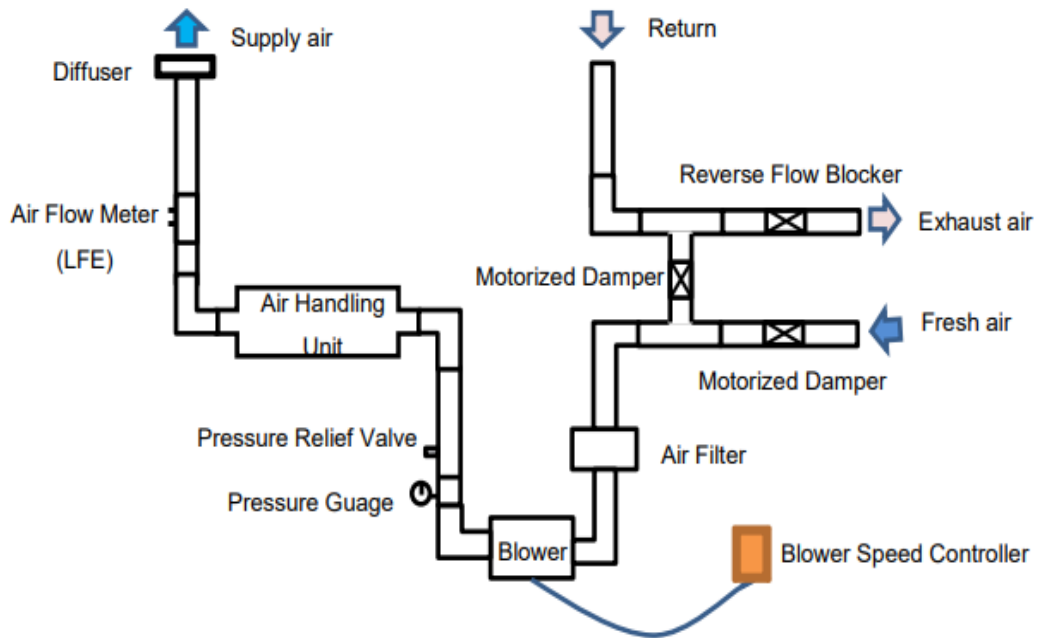 Supply air
Return
Diffuser
Reverse Flow Blocker
Air Flow Meter
(LFE)
Exhaust air
Motorized Damper
Air Handling
Unit
Fresh air
Motorized Damper
Pressure Relief Valve
Air Filter
Pressure Guage
Blower
Blower Speed Controller